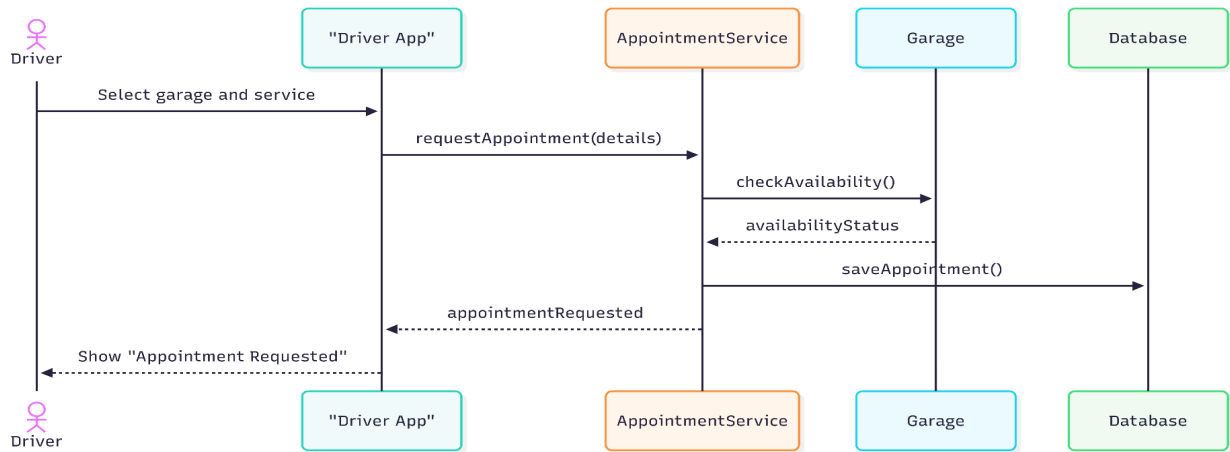 Driver
"Driver App"
AppointmentService
Garage
Database
Select garage and service
requestAppointment(details)
checkAvailability()
availabilityStatus
saveAppointment()
appointmentRequested
Show "Appointment Requested"
Driver
"Driver App"
AppointmentService
Garage
Database